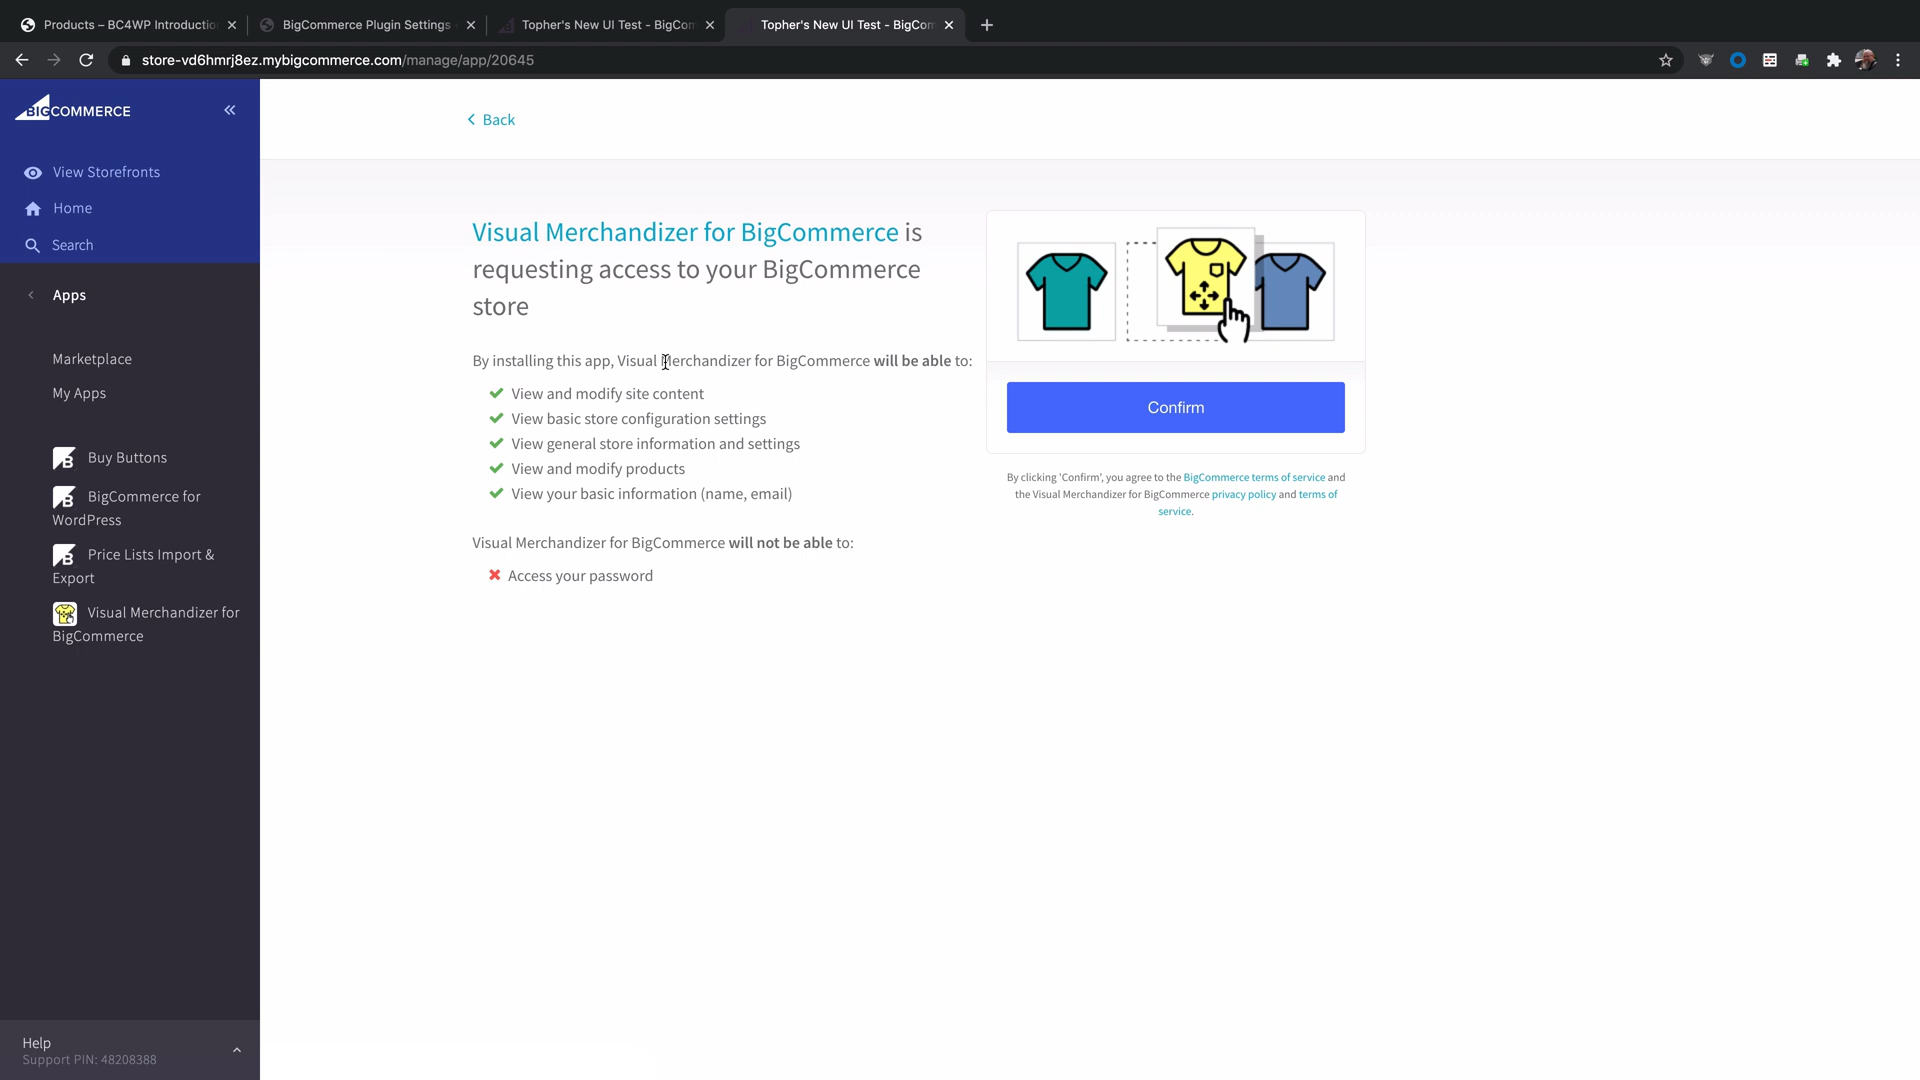 Products – BC4WP Introductio
BigCommerce Plugin Settings
Topher's New UI Test - BigCom
Topher's New UI Test - BigCom
store-vd6hmrj8ez.mybigcommerce.com/manage/app/20645
BIGCOMMERCE
View Storefronts
Home
Search
Apps
Marketplace
My Apps
Buy Buttons
BigCommerce for
WordPress
Price Lists Import &
Export
Visual Merchandizer for
BigCommerce
Help
Support PIN: 48208388
Back
Visual Merchandizer for BigCommerce is
requesting access to your BigCommerce
store
By installing this app, Visual Merchandizer for BigCommerce will be able to:
View and modify site content
View basic store configuration settings
View general store information and settings
View and modify products
View your basic information (name, email)
Visual Merchandizer for BigCommerce will not be able to:
Access your password
Confirm
By clicking 'Confirm', you agree to the BigCommerce terms of service and
the Visual Merchandizer for BigCommerce privacy policy and terms of
service.